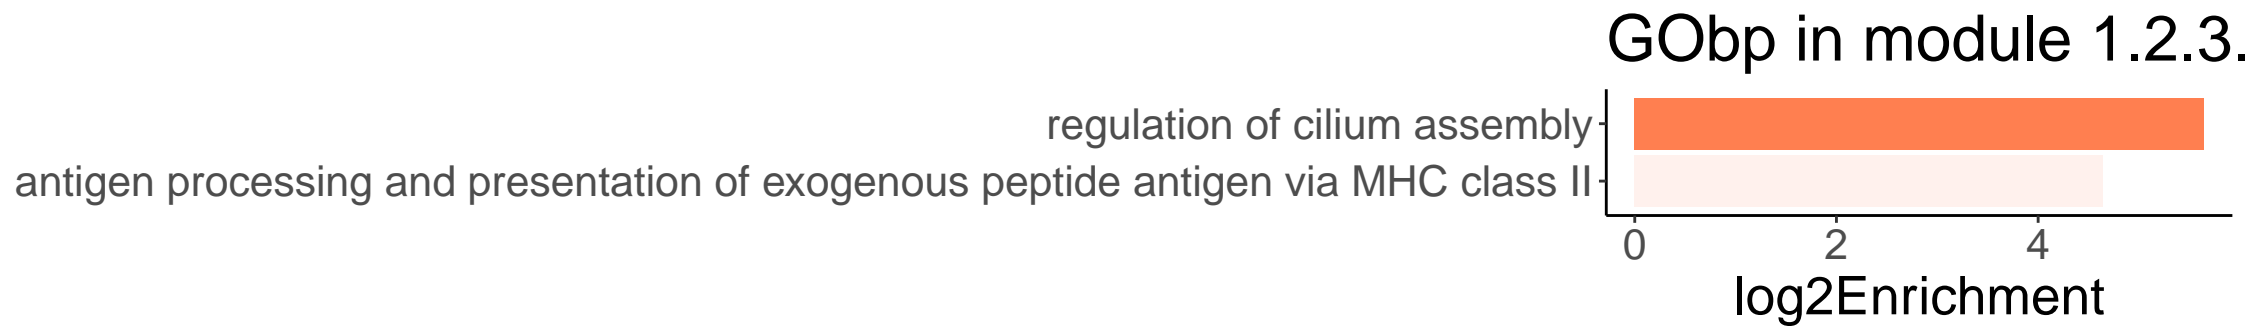 GObp in module 1.2.3.
regulation of cilium assembly
antigen processing and presentation of exogenous peptide antigen via MHC class II
0 2 4
log2Enrichment